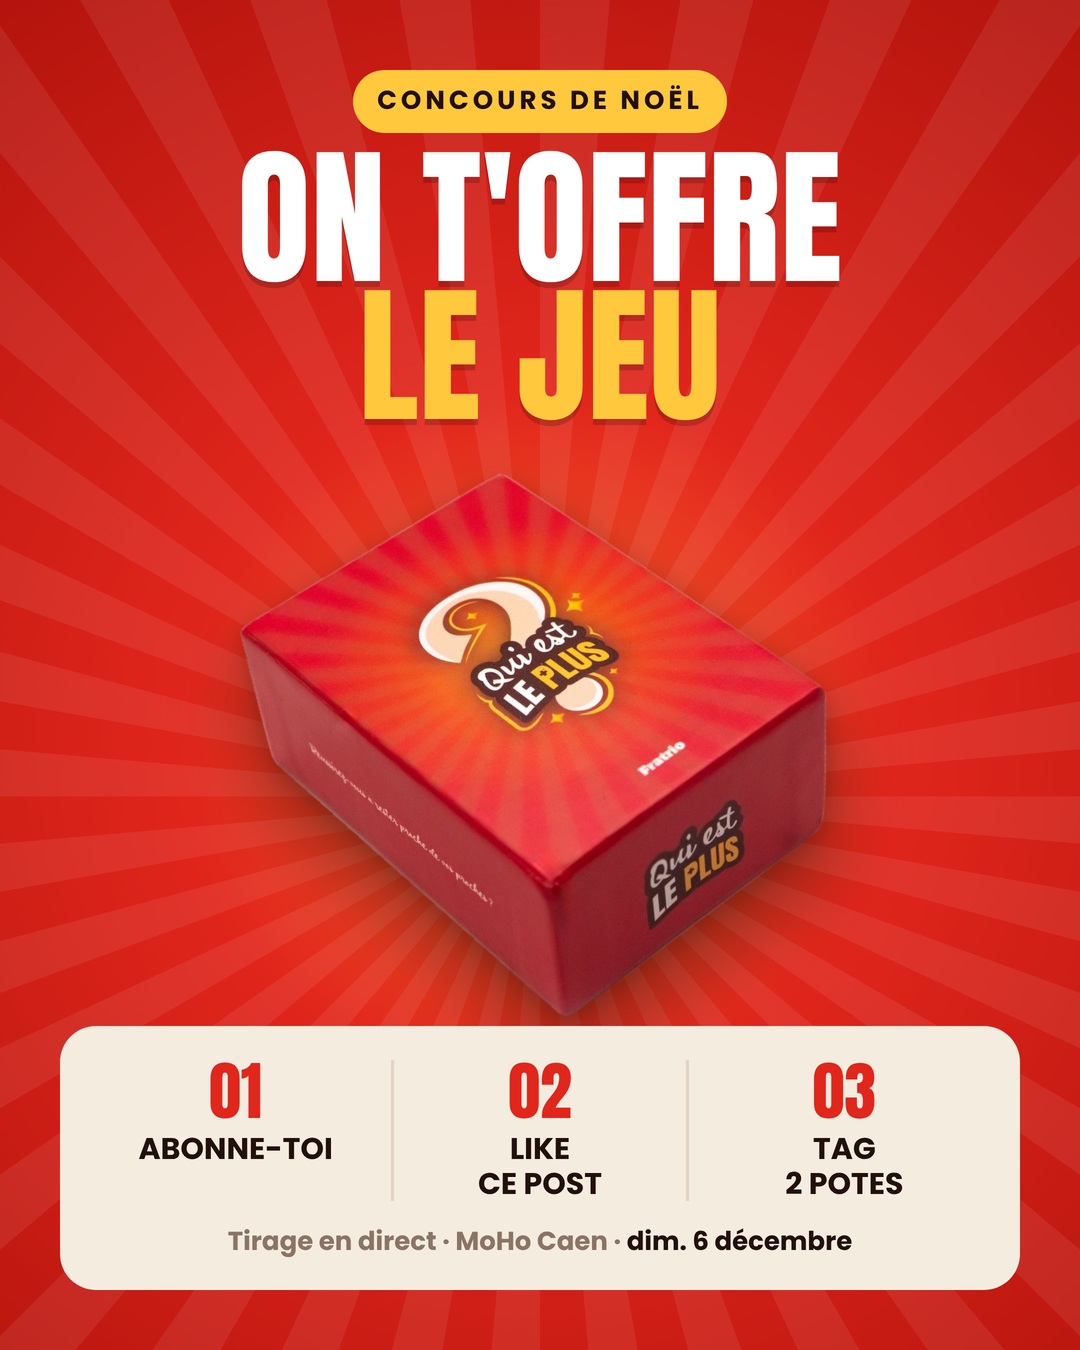 CONCOURS DE NOËL
ON T'OFFRE
LE JEU
Qui est
LE PLUS
Fratrio
Qui est
LE PLUS
01
ABONNE-TOI
02
LIKE
CE POST
03
TAG
2 POTES
Tirage en direct · MoHo Caen · dim. 6 décembre